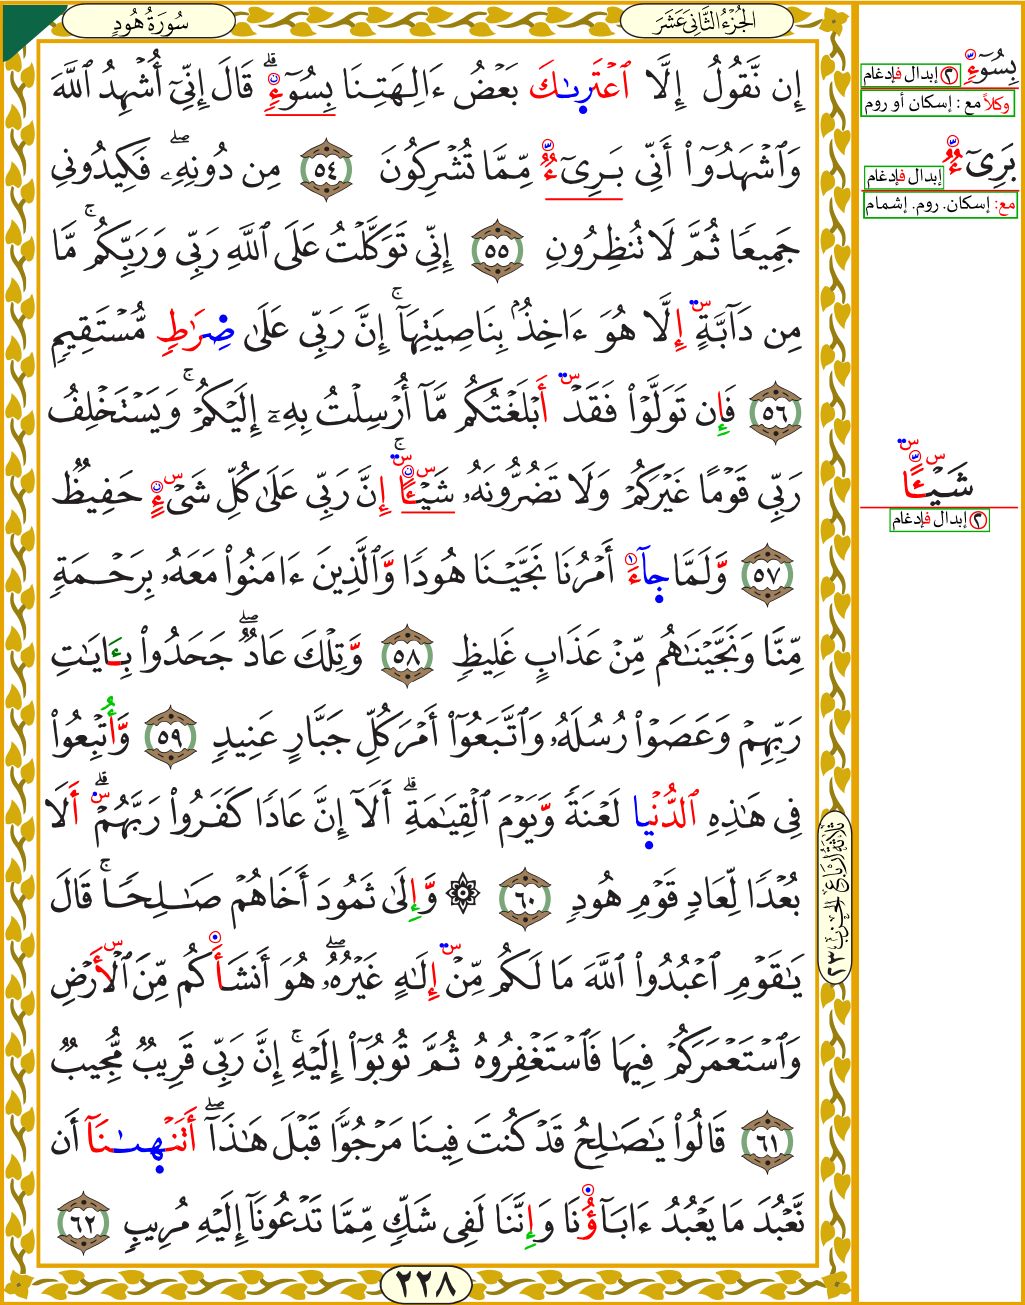 سُورَةُ هُودٍ
الجُزْءُ الثَّانِىَ عَشَرَ
إِن نَّقُولُ إِلَّا ٱعْتَرَىٰكَ بَعْضُ ءَالِهَتِنَا بِسُوٓءٍۗ قَالَ إِنِّىٓ أُشْهِدُ ٱللَّهَ
وَٱشْهَدُوٓا۟ أَنِّى بَرِىٓءٌ مِّمَّا تُشْرِكُونَ ٥٤ مِن دُونِهِۦۖ فَكِيدُونِى
جَمِيعًا ثُمَّ لَا تُنظِرُونِ ٥٥ إِنِّى تَوَكَّلْتُ عَلَى ٱللَّهِ رَبِّى وَرَبِّكُمۚ مَّا
مِن دَآبَّةٍ إِلَّا هُوَ ءَاخِذٌۢ بِنَاصِيَتِهَآۚ إِنَّ رَبِّى عَلَىٰ صِرَٰطٍ مُّسْتَقِيمٍ
٥٦ فَإِن تَوَلَّوْا۟ فَقَدْ أَبْلَغْتُكُم مَّآ أُرْسِلْتُ بِهِۦٓ إِلَيْكُمْۚ وَيَسْتَخْلِفُ
رَبِّى قَوْمًا غَيْرَكُمْ وَلَا تَضُرُّونَهُۥ شَيْـًٔاۚ إِنَّ رَبِّى عَلَىٰ كُلِّ شَىْءٍ حَفِيظٌ
٥٧ وَلَمَّا جَآءَ أَمْرُنَا نَجَّيْنَا هُودًا وَٱلَّذِينَ ءَامَنُوا۟ مَعَهُۥ بِرَحْمَةٍ
مِّنَّا وَنَجَّيْنَٰهُم مِّنْ عَذَابٍ غَلِيظٍ ٥٨ وَتِلْكَ عَادٌۖ جَحَدُوا۟ بِـَٔايَٰتِ
رَبِّهِمْ وَعَصَوْا۟ رُسُلَهُۥ وَٱتَّبَعُوٓا۟ أَمْرَ كُلِّ جَبَّارٍ عَنِيدٍ ٥٩ وَأُتْبِعُوا۟
فِى هَٰذِهِ ٱلدُّنْيَا لَعْنَةً وَيَوْمَ ٱلْقِيَٰمَةِۗ أَلَآ إِنَّ عَادًا كَفَرُوا۟ رَبَّهُمْۗ أَلَا
بُعْدًا لِّعَادٍ قَوْمِ هُودٍ ٦٠ ۞ وَإِلَىٰ ثَمُودَ أَخَاهُمْ صَٰلِحًاۚ قَالَ
يَٰقَوْمِ ٱعْبُدُوا۟ ٱللَّهَ مَا لَكُم مِّنْ إِلَٰهٍ غَيْرُهُۥۖ هُوَ أَنشَأَكُم مِّنَ ٱلْأَرْضِ
وَٱسْتَعْمَرَكُمْ فِيهَا فَٱسْتَغْفِرُوهُ ثُمَّ تُوبُوٓا۟ إِلَيْهِۚ إِنَّ رَبِّى قَرِيبٌ مُّجِيبٌ
٦١ قَالُوا۟ يَٰصَٰلِحُ قَدْ كُنتَ فِينَا مَرْجُوًّا قَبْلَ هَٰذَآۖ أَتَنْهَىٰنَآ أَن
نَّعْبُدَ مَا يَعْبُدُ ءَابَآؤُنَا وَإِنَّنَا لَفِى شَكٍّ مِّمَّا تَدْعُونَآ إِلَيْهِ مُرِيبٍ ٦٢
٢٢٨
ثلاثة أرباع الحزب ٢٣
بِسُوٓءٍ
٢ إبدال فإدغام
وكلاً مع : إسكان أو روم
بَرِىٓءٌ
إبدال فإدغام
مع: إسكان. روم. إشمام
شَيْـًٔا
٢ إبدال فإدغام